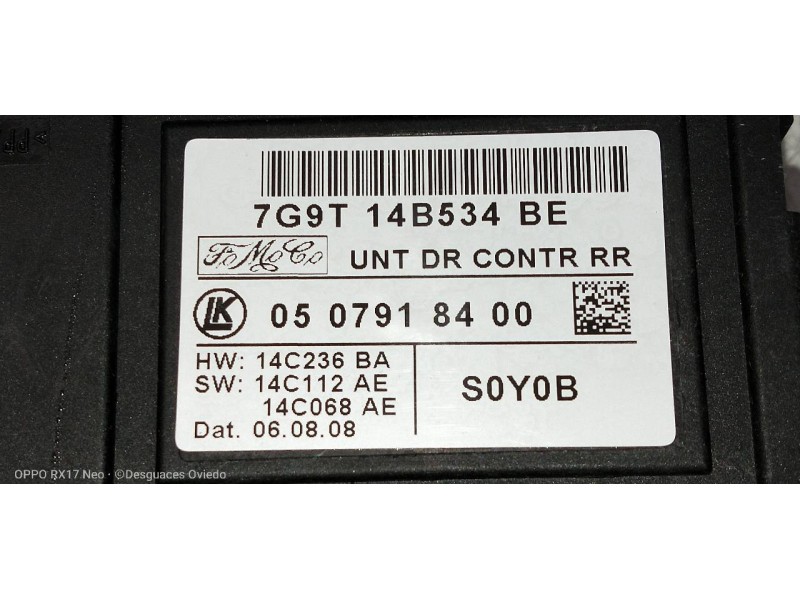 7G9T 14B534 BE
FoMoCo
UNT DR CONTR RR
LK
05 0791 84 00
HW: 14C236 BA
SW: 14C112 AE
14C068 AE
Dat. 06.08.08
S0Y0B
OPPO RX17 Neo · ©Desguaces Oviedo